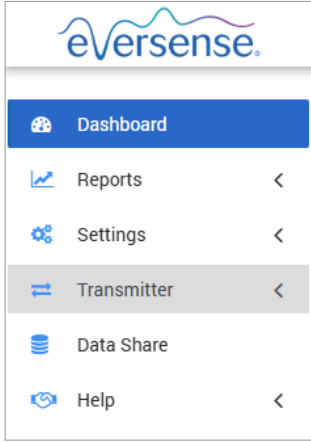 eversense.
Dashboard
Reports
Settings
Transmitter
Data Share
Help